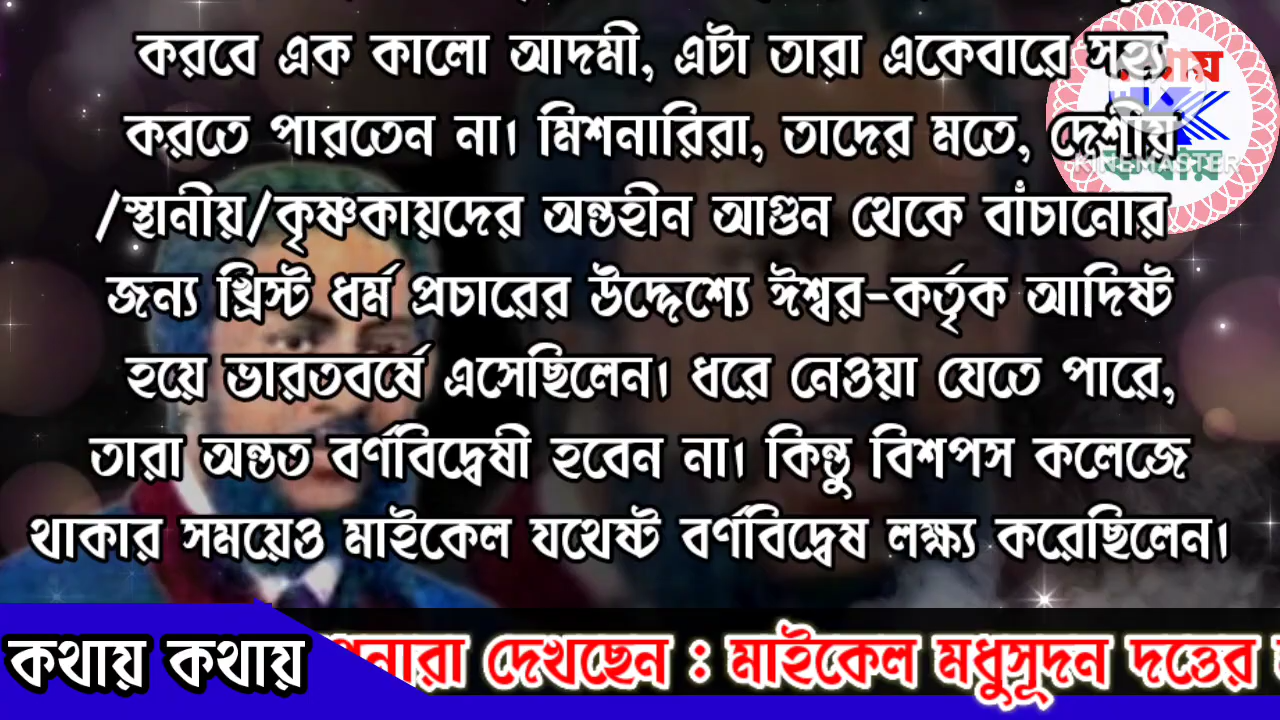 করবে এক কালো আদমী, এটা তারা একেবারে সহ্য
করতে পারতেন না। মিশনারিরা, তাদের মতে, দেশীয়
/স্থানীয়/কৃষ্ণকায়দের অন্তহীন আগুন থেকে বাঁচানোর
জন্য খ্রিস্ট ধর্ম প্রচারের উদ্দেশ্যে ঈশ্বর-কর্তৃক আদিষ্ট
হয়ে ভারতবর্ষে এসেছিলেন। ধরে নেওয়া যেতে পারে,
তারা অন্তত বর্ণবিদ্বেষী হবেন না। কিন্তু বিশপস কলেজে
থাকার সময়েও মাইকেল যথেষ্ট বর্ণবিদ্বেষ লক্ষ্য করেছিলেন।
KINEMASTER
কথায় কথায়
দেখছেন : মাইকেল মধুসূদন দত্তের